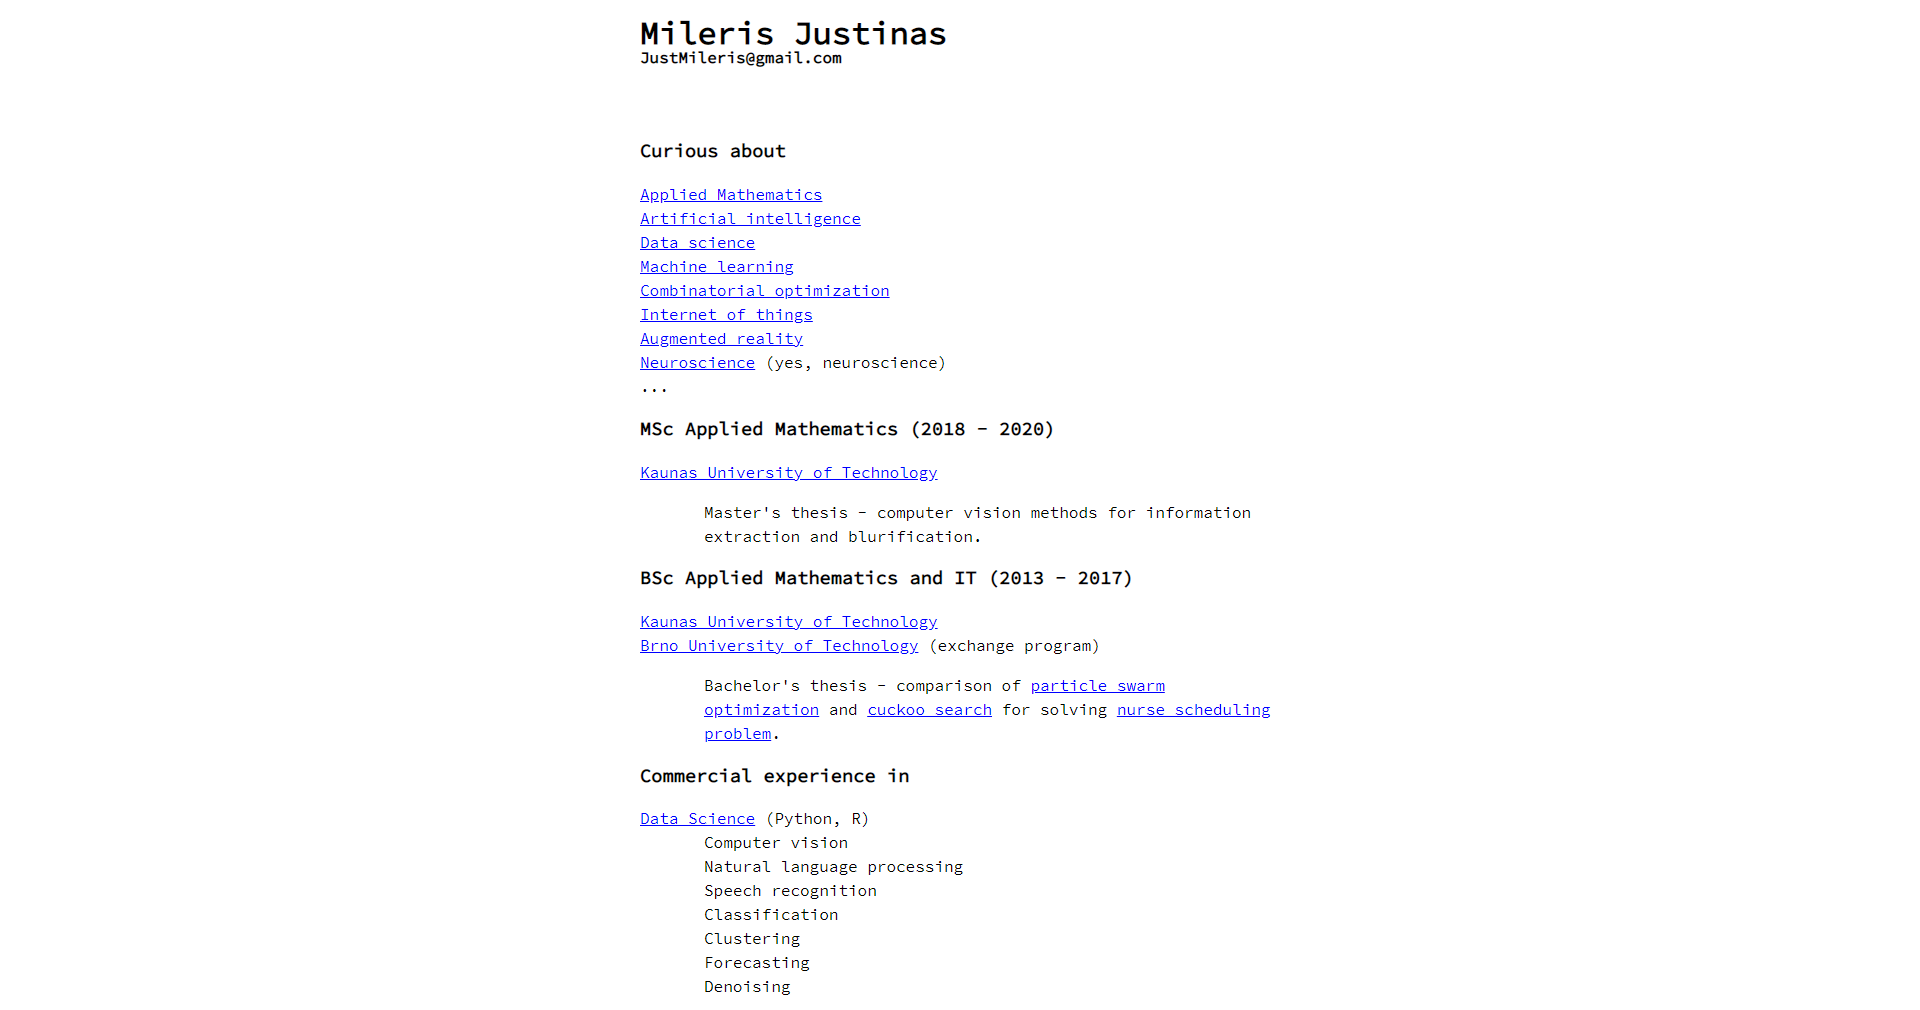 Mileris Justinas
JustMileris@gmail.com
Curious about
Applied Mathematics
Artificial intelligence
Data science
Machine learning
Combinatorial optimization
Internet of things
Augmented reality
Neuroscience (yes, neuroscience)
...
MSc Applied Mathematics (2018 - 2020)
Kaunas University of Technology
Master's thesis - computer vision methods for information
extraction and blurification.
BSc Applied Mathematics and IT (2013 - 2017)
Kaunas University of Technology
Brno University of Technology (exchange program)
Bachelor's thesis - comparison of particle swarm
optimization and cuckoo search for solving nurse scheduling
problem.
Commercial experience in
Data Science (Python, R)
Computer vision
Natural language processing
Speech recognition
Classification
Clustering
Forecasting
Denoising